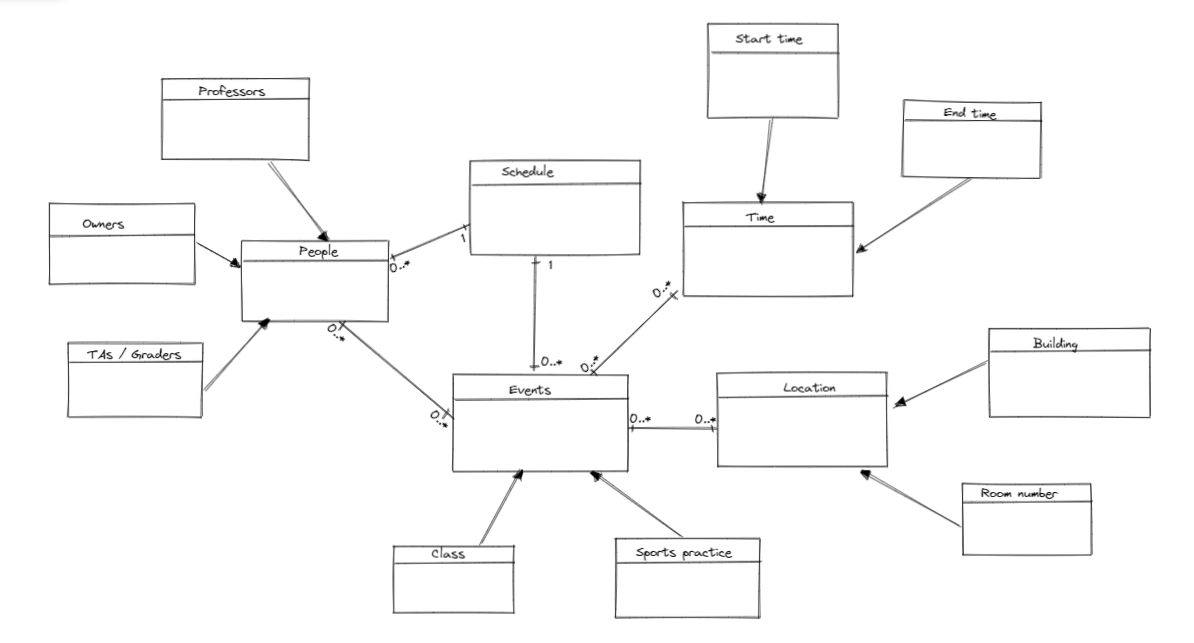 Start time
Professors
End time
Schedule
Owners
Time
1
People
0..*
1
0..*
0..*
Building
TAs / Graders
0..*
0..*
Events
Location
0..*
0..*
0..*
Room number
Class
Sports practice